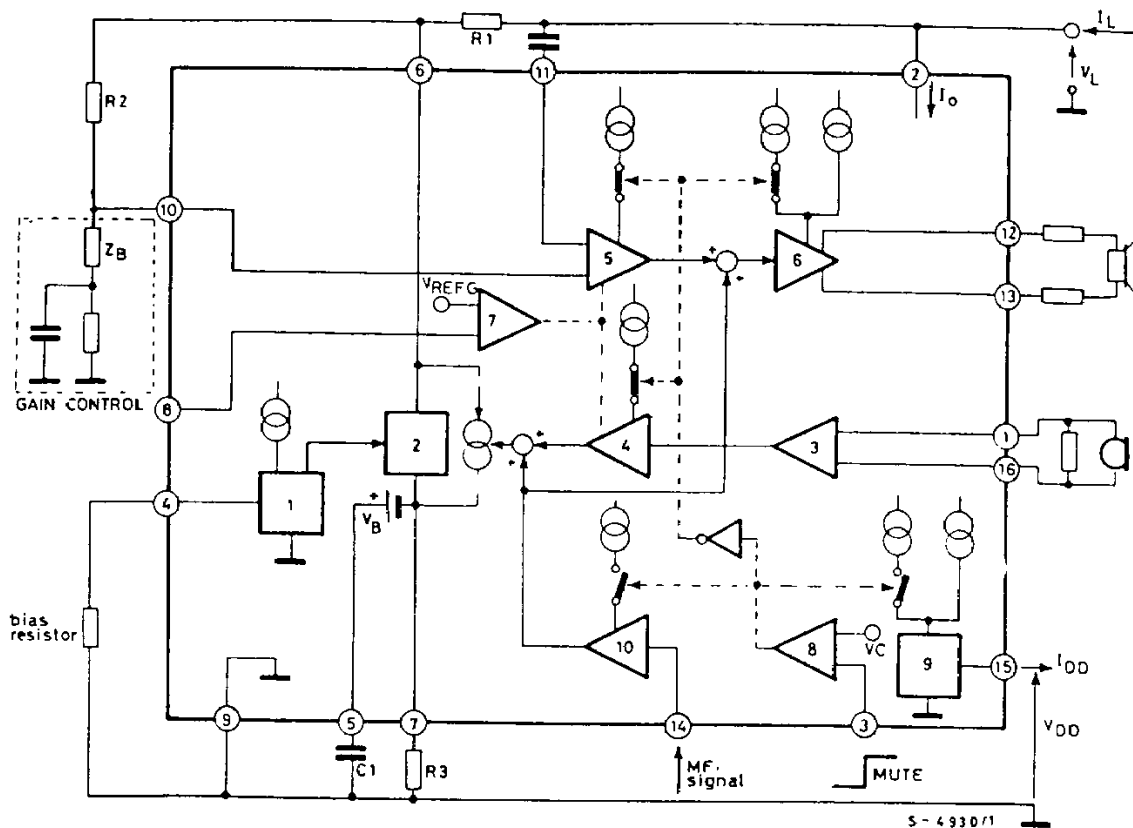 R1
I_L
6
11
2
V_L
I_o
R2
10
12
Z_B
5
+
+
6
V_REFG
13
7
GAIN CONTROL
8
2
+
+
4
3
1
16
4
1
+
V_B
bias
resistor
10
8
VC
9
15
I_DD
9
5
7
14
3
V_DD
C1
R3
MF.
signal
MUTE
S-4930/1